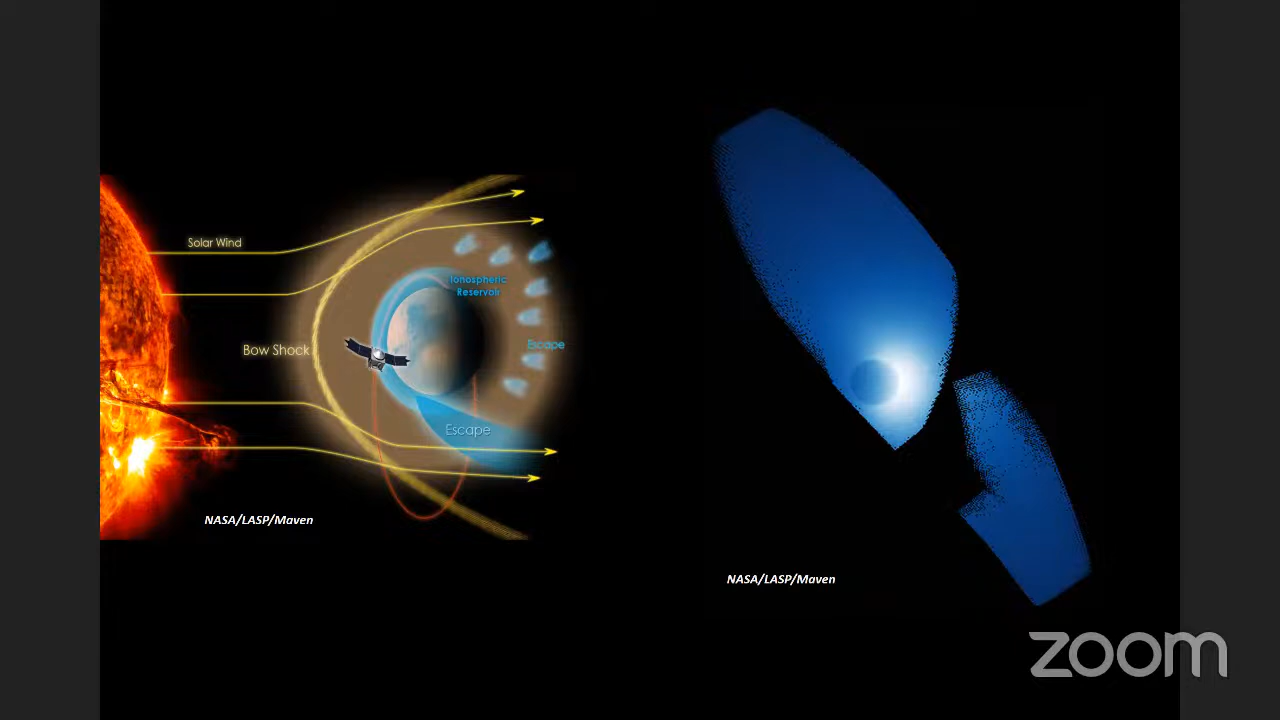 Solar Wind
Ionospheric
Reservoir
Bow Shock
Escape
Escape
NASA/LASP/Maven
NASA/LASP/Maven
zoom